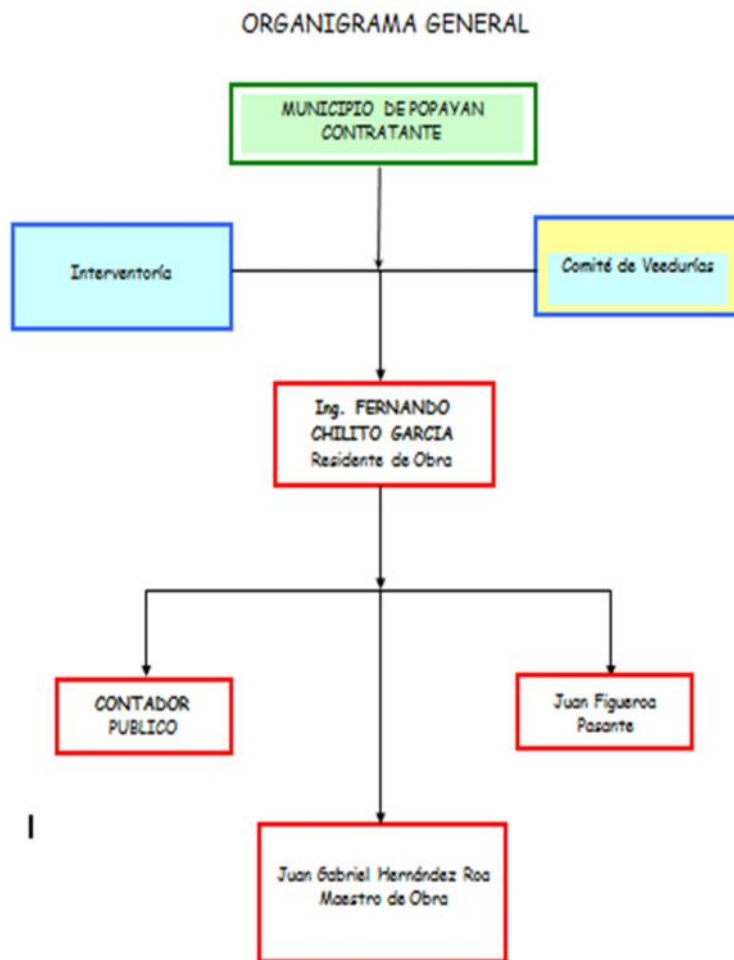 ORGANIGRAMA GENERAL
MUNICIPIO DE POPAYAN
CONTRATANTE
Interventoría
Comité de Veedurías
Ing. FERNANDO
CHILITO GARCIA
Residente de Obra
CONTADOR
PUBLICO
Juan Figueroa
Pasante
Juan Gabriel Hernández Roa
Maestro de Obra